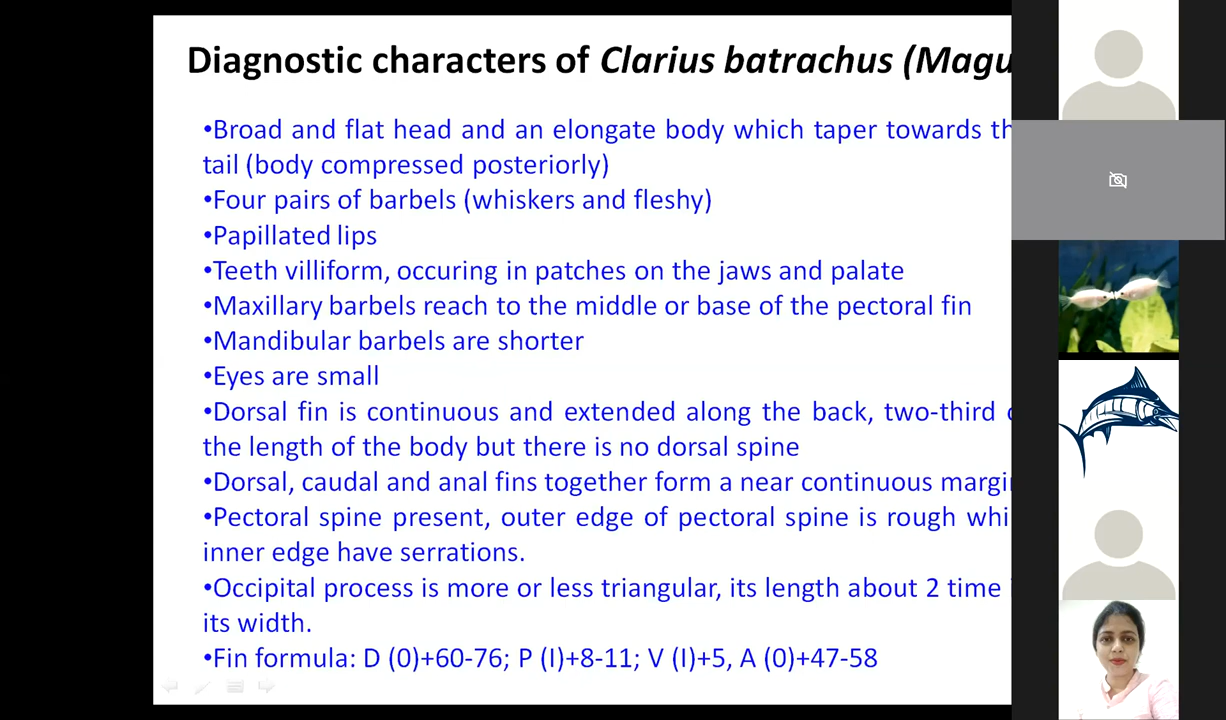 Diagnostic characters of Clarius batrachus (Magu
•Broad and flat head and an elongate body which taper towards th
tail (body compressed posteriorly)
•Four pairs of barbels (whiskers and fleshy)
•Papillated lips
•Teeth villiform, occuring in patches on the jaws and palate
•Maxillary barbels reach to the middle or base of the pectoral fin
•Mandibular barbels are shorter
•Eyes are small
•Dorsal fin is continuous and extended along the back, two-third
the length of the body but there is no dorsal spine
•Dorsal, caudal and anal fins together form a near continuous margi
•Pectoral spine present, outer edge of pectoral spine is rough whi
inner edge have serrations.
•Occipital process is more or less triangular, its length about 2 time
its width.
•Fin formula: D (0)+60-76; P (I)+8-11; V (I)+5, A (0)+47-58